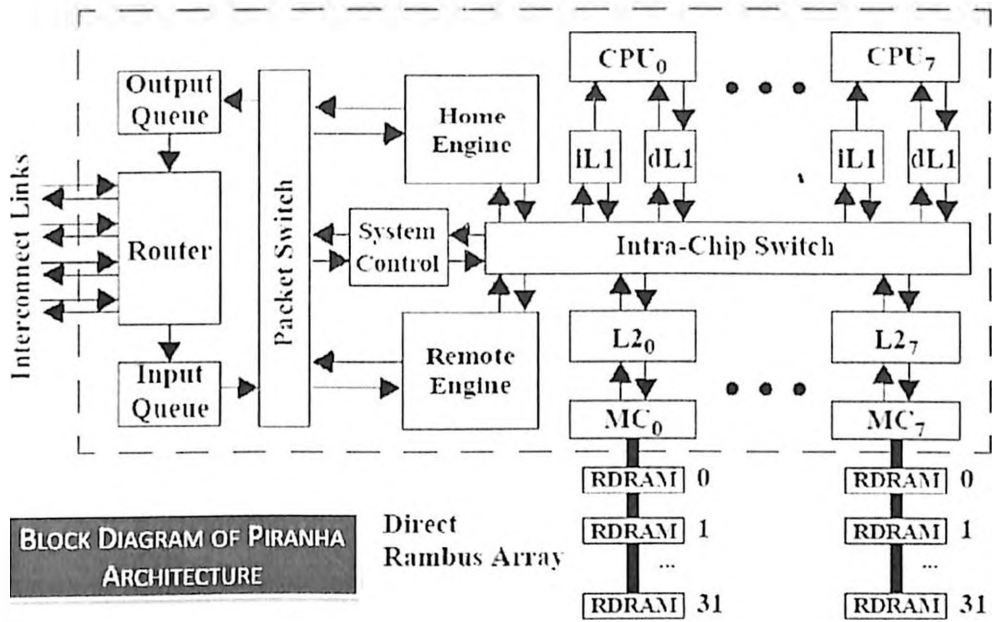 CPU0
CPU7
Output
Queue
Home
Engine
iL1
dL1
iL1
dL1
Interconnect Links
Router
Packet Switch
System
Control
Intra-Chip Switch
Input
Queue
Remote
Engine
L20
L27
MC0
MC7
RDRAM 0
RDRAM 0
Direct
Rambus Array
RDRAM 1
RDRAM 1
...
...
RDRAM 31
RDRAM 31
BLOCK DIAGRAM OF PIRANHA
ARCHITECTURE